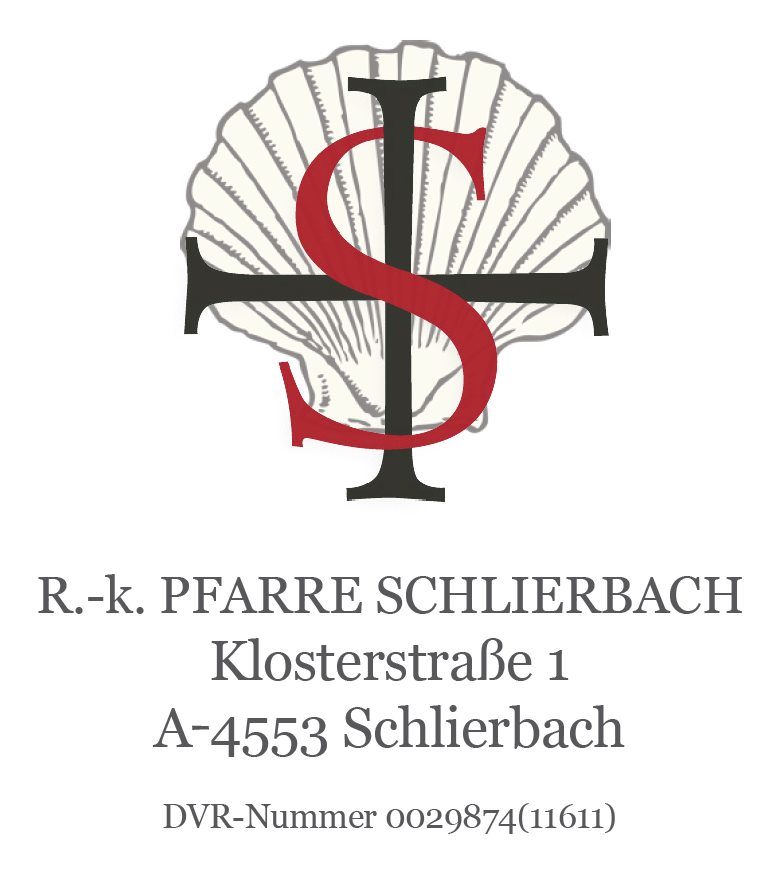 S
R.-k. PFARRE SCHLIERBACH
Klosterstraße 1
A-4553 Schlierbach
DVR-Nummer 0029874(11611)